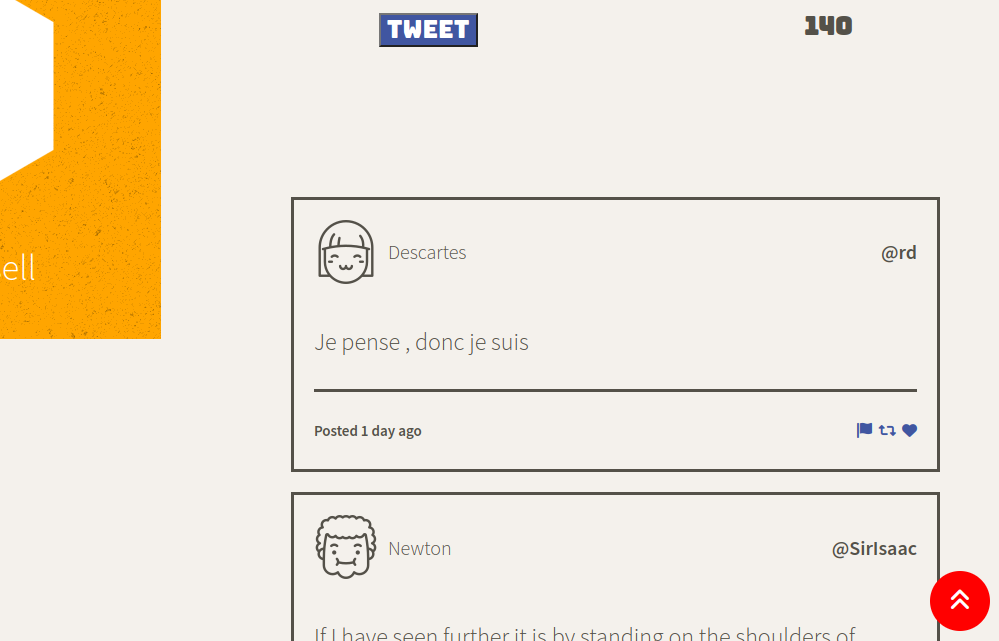 TWEET
140
ell
Descartes
@rd
Je pense , donc je suis
Posted 1 day ago
Newton
@SirIsaac
If I have seen further it is by standing on the shoulders of